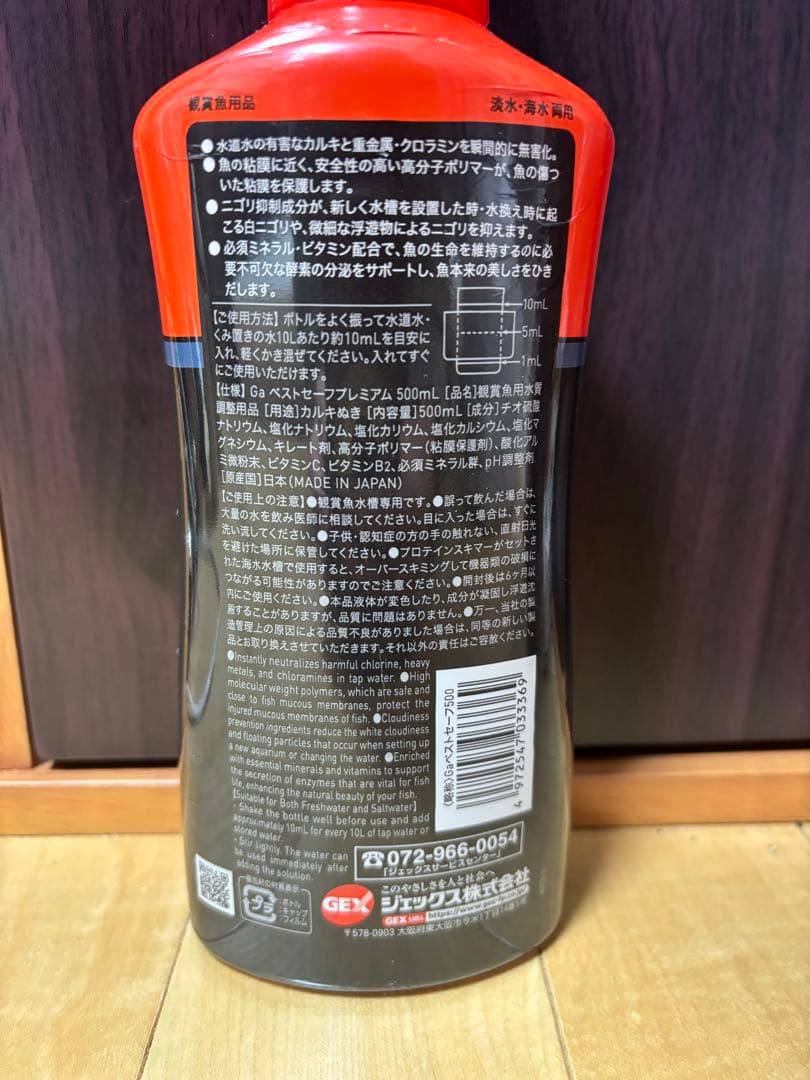 観賞魚用品
淡水・海水 両用
●水道水の有害なカルキと重金属・クロラミンを瞬間的に無害化。
●魚の粘膜に近く、安全性の高い高分子ポリマーが、魚の傷つ
いた粘膜を保護します。
●ニゴリ抑制成分が、新しく水槽を設置した時・水換え時に起
こる白ニゴリや、微細な浮遊物によるニゴリを抑えます。
●必須ミネラル・ビタミン配合で、魚の生命を維持するのに必
要不可欠な酵素の分泌をサポートし、魚本来の美しさをひき
だします。
【ご使用方法】ボトルをよく振って水道水・
くみ置きの水10Lあたり約10mLを目安に
入れ、軽くかき混ぜてください。入れてすぐ
にご使用いただけます。
10mL
5mL
1mL
【仕様】Ga ベストセーフプレミアム 500mL [品名]観賞魚用水質
調整用品 [用途]カルキぬき [内容量]500mL [成分]チオ硫酸
ナトリウム、塩化ナトリウム、塩化カリウム、塩化カルシウム、塩化マ
グネシウム、キレート剤、高分子ポリマー(粘膜保護剤)、酸化アル
ミ微粉末、ビタミンC、ビタミンB2、必須ミネラル群、pH調整剤
[原産国]日本(MADE IN JAPAN)
【ご使用上の注意】●観賞魚水槽専用です。●誤って飲んだ場合は、
大量の水を飲み医師に相談してください。目に入った場合は、すぐに
洗い流してください。●子供・認知症の方の手の触れない、直射日光
を避けた場所に保管してください。●プロテインスキマーがセットさ
れた海水水槽で使用すると、オーバースキミングして機器類の破損に
つながる可能性がありますのでご注意ください。●開封後は6ヶ月以
内にご使用ください。●本品液体が変色したり、成分が凝固し浮遊沈
殿することがありますが、品質に問題はありません。●万一、当社の製
造管理上の原因による品質不良がありました場合は、同等の新しい製
品とお取り換えさせていただきます。それ以外の責任はご容赦ください。
●Instantly neutralizes harmful chlorine, heavy
metals, and chloramines in tap water. ●High
molecular weight polymers, which are safe and
close to fish mucous membranes, protect the
injured mucous membranes of fish. ●Cloudiness
prevention ingredients reduce the white cloudiness
and floating particles that occur when setting up
a new aquarium or changing the water. ●Enriched
with essential minerals and vitamins to support
the secretion of enzymes that are vital for fish
life, enhancing the natural beauty of your fish.
[Suitable for Both Freshwater and Saltwater]
- Shake the bottle well before use and add
approximately 10mL for every 10L of tap water or
stored water.
- Stir lightly. The water can
be used immediately after
adding the solution.
《略称》Gaベストセーフ500
4 972547 033369
☎072-966-0054
「ジェックスサービスセンター」
プラ
ボトル
キャップ
フィルム
このやさしさを人と社会へ
GEX ジェックス株式会社
〒578-0903 大阪府東大阪市今米1丁目14番5号